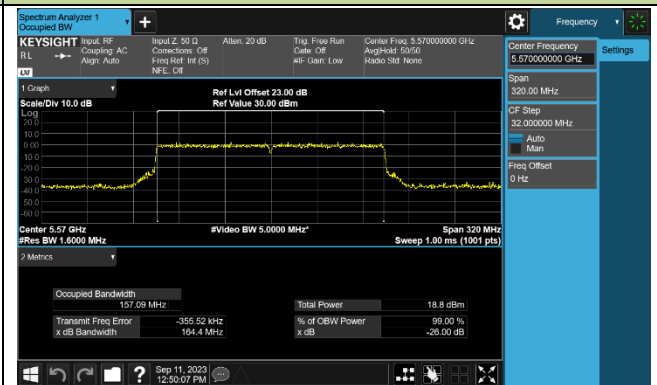 Spectrum Analyzer 1
Occupied BW
+
Frequency
KEYSIGHT
RL
LXI
Input: RF
Coupling: AC
Align: Auto
Input Z: 50 Ω
Corrections: Off
Freq Ref: Int (S)
NFE: Off
Atten: 20 dB
Trig: Free Run
Gate: Off
#IF Gain: Low
Center Freq: 5.570000000 GHz
Avg|Hold: 50/50
Radio Std: None
Center Frequency
5.570000000 GHz
Settings
Span
320.00 MHz
CF Step
32.000000 MHz
Auto
Man
Freq Offset
0 Hz
1 Graph
Scale/Div 10.0 dB
Ref Lvl Offset 23.00 dB
Ref Value 30.00 dBm
Log
20.0
10.0
0.00
-10.0
-20.0
-30.0
-40.0
-50.0
-60.0
Center 5.57 GHz
#Video BW 5.0000 MHz*
Span 320 MHz
#Res BW 1.6000 MHz
Sweep 1.00 ms (1001 pts)
2 Metrics
Occupied Bandwidth
157.09 MHz
Total Power 18.8 dBm
Transmit Freq Error -355.52 kHz
% of OBW Power 99.00 %
x dB Bandwidth 164.4 MHz
x dB -26.00 dB
?
Sep 11, 2023
12:50:07 PM